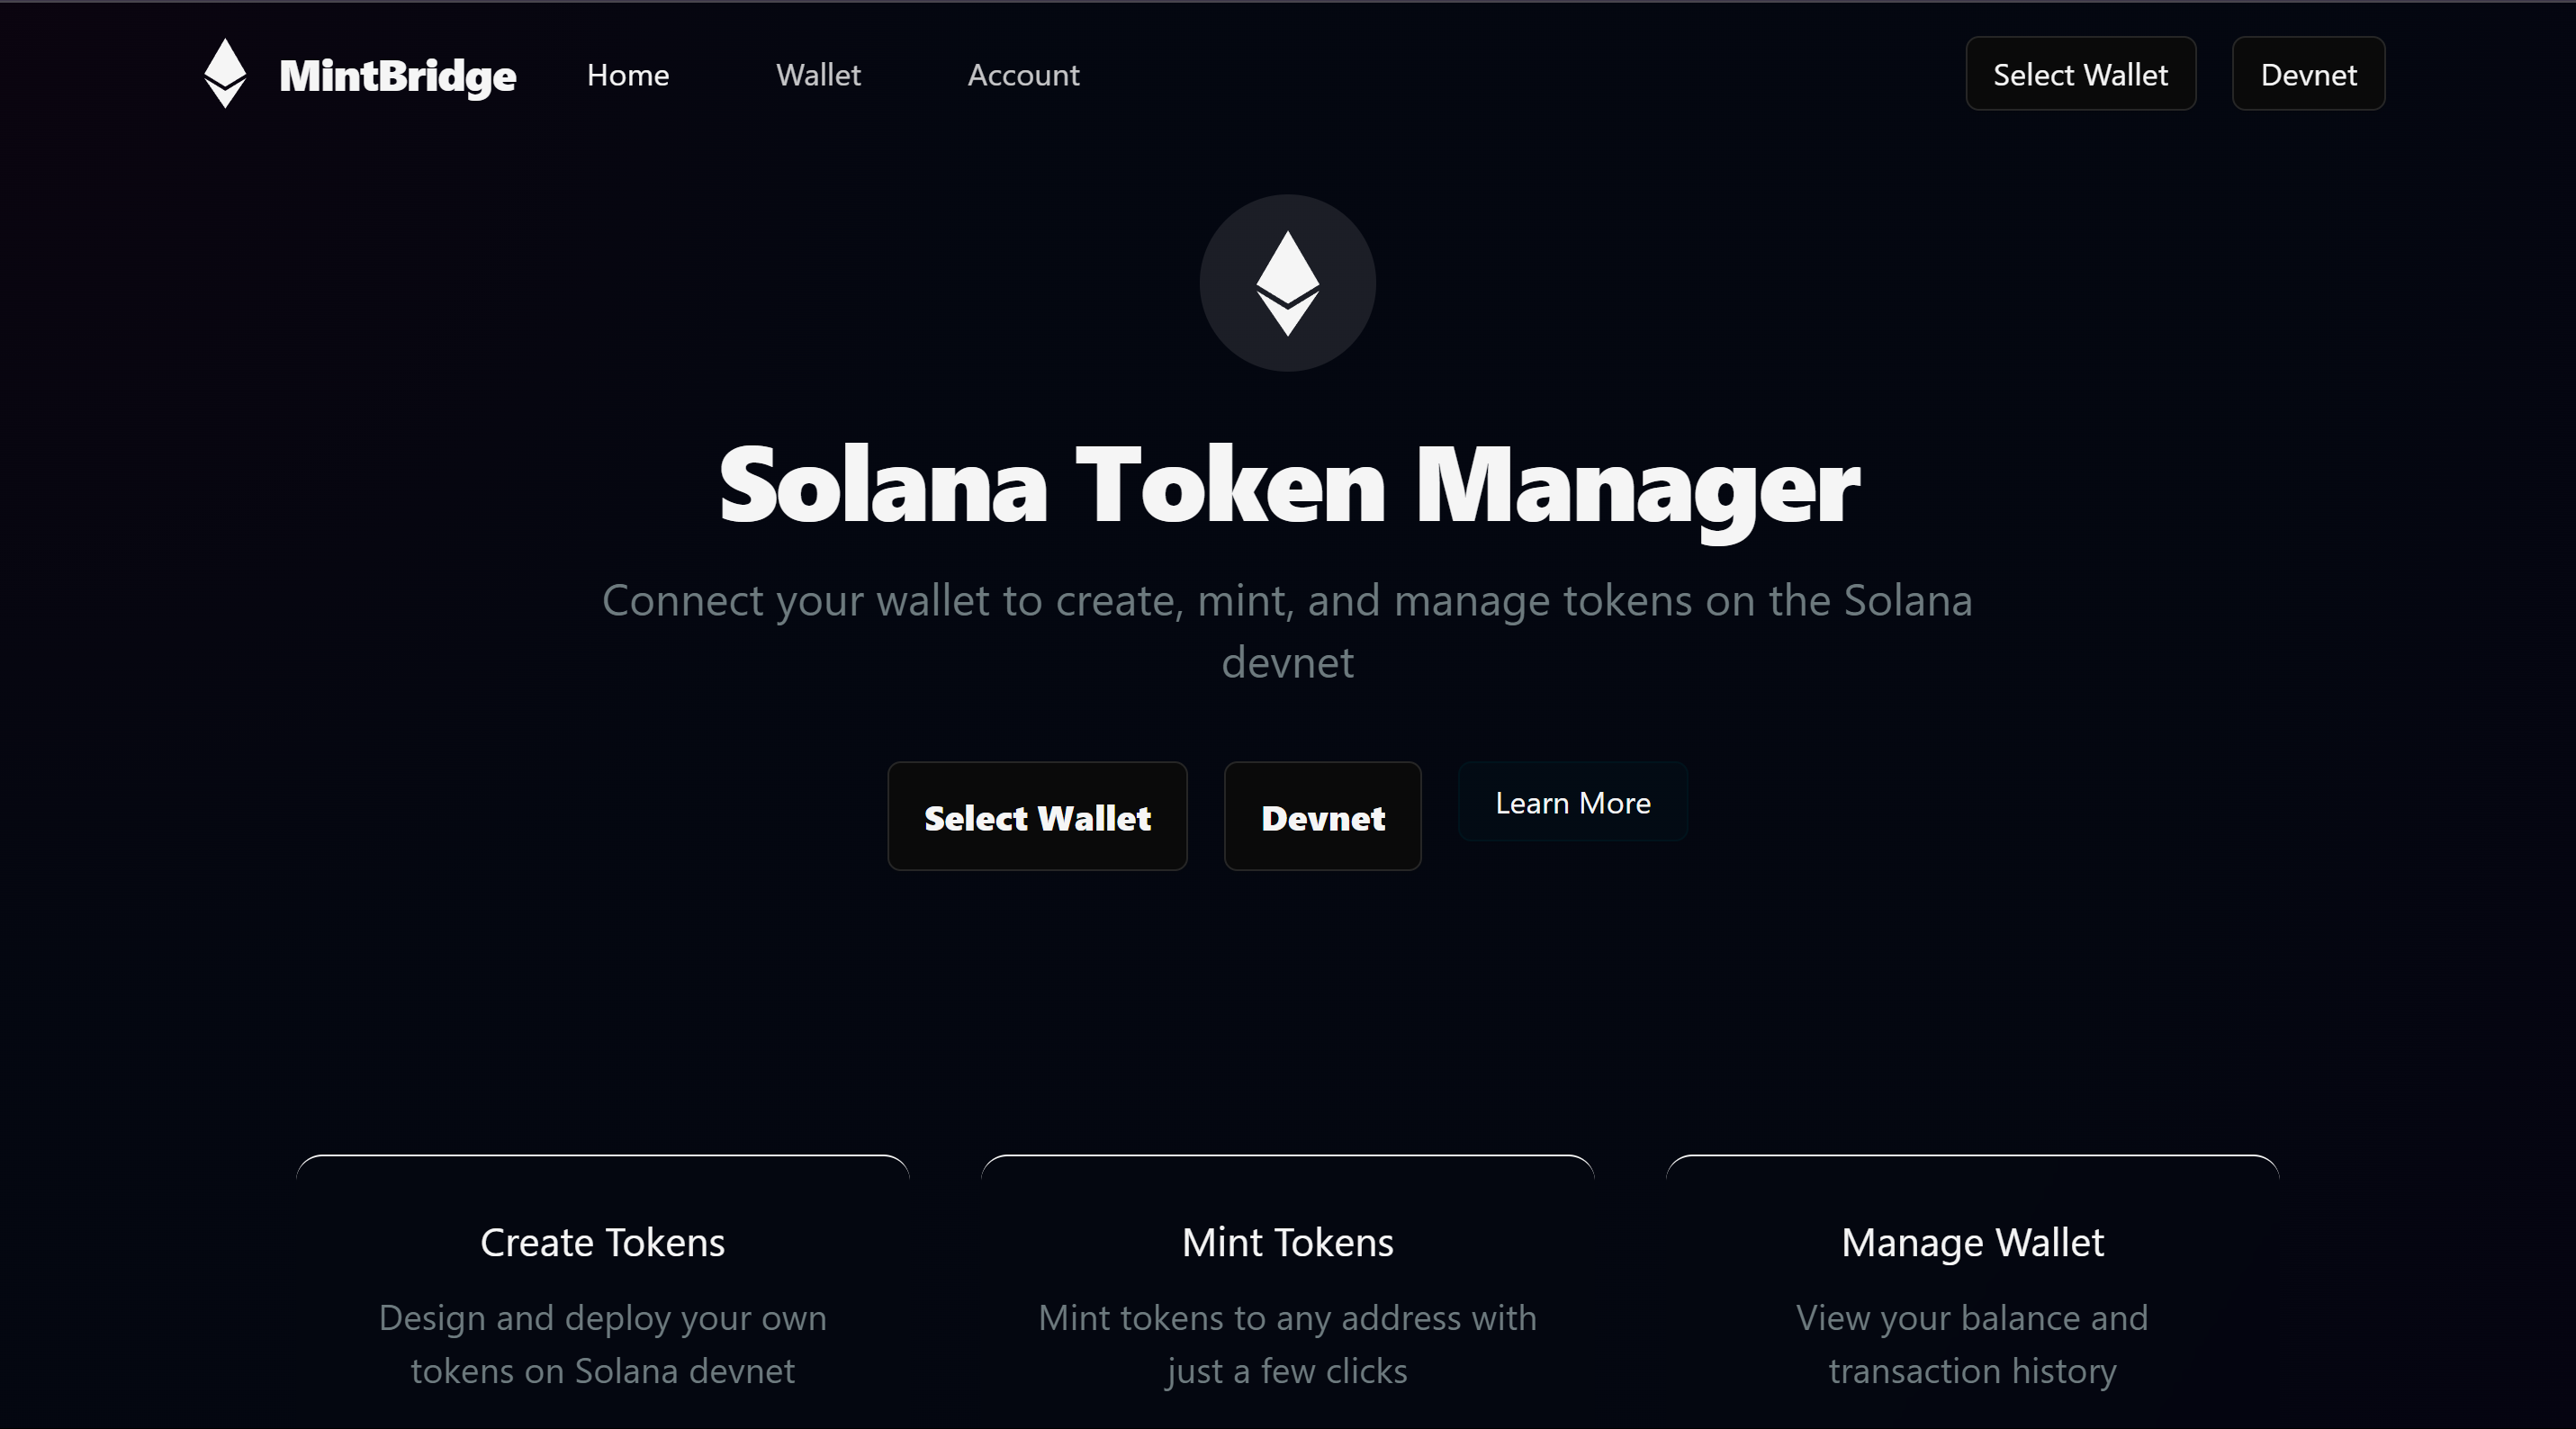 MintBridge
Home
Wallet
Account
Select Wallet
Devnet
Solana Token Manager
Connect your wallet to create, mint, and manage tokens on the Solana
devnet
Select Wallet
Devnet
Learn More
Create Tokens
Design and deploy your own
tokens on Solana devnet
Mint Tokens
Mint tokens to any address with
just a few clicks
Manage Wallet
View your balance and
transaction history